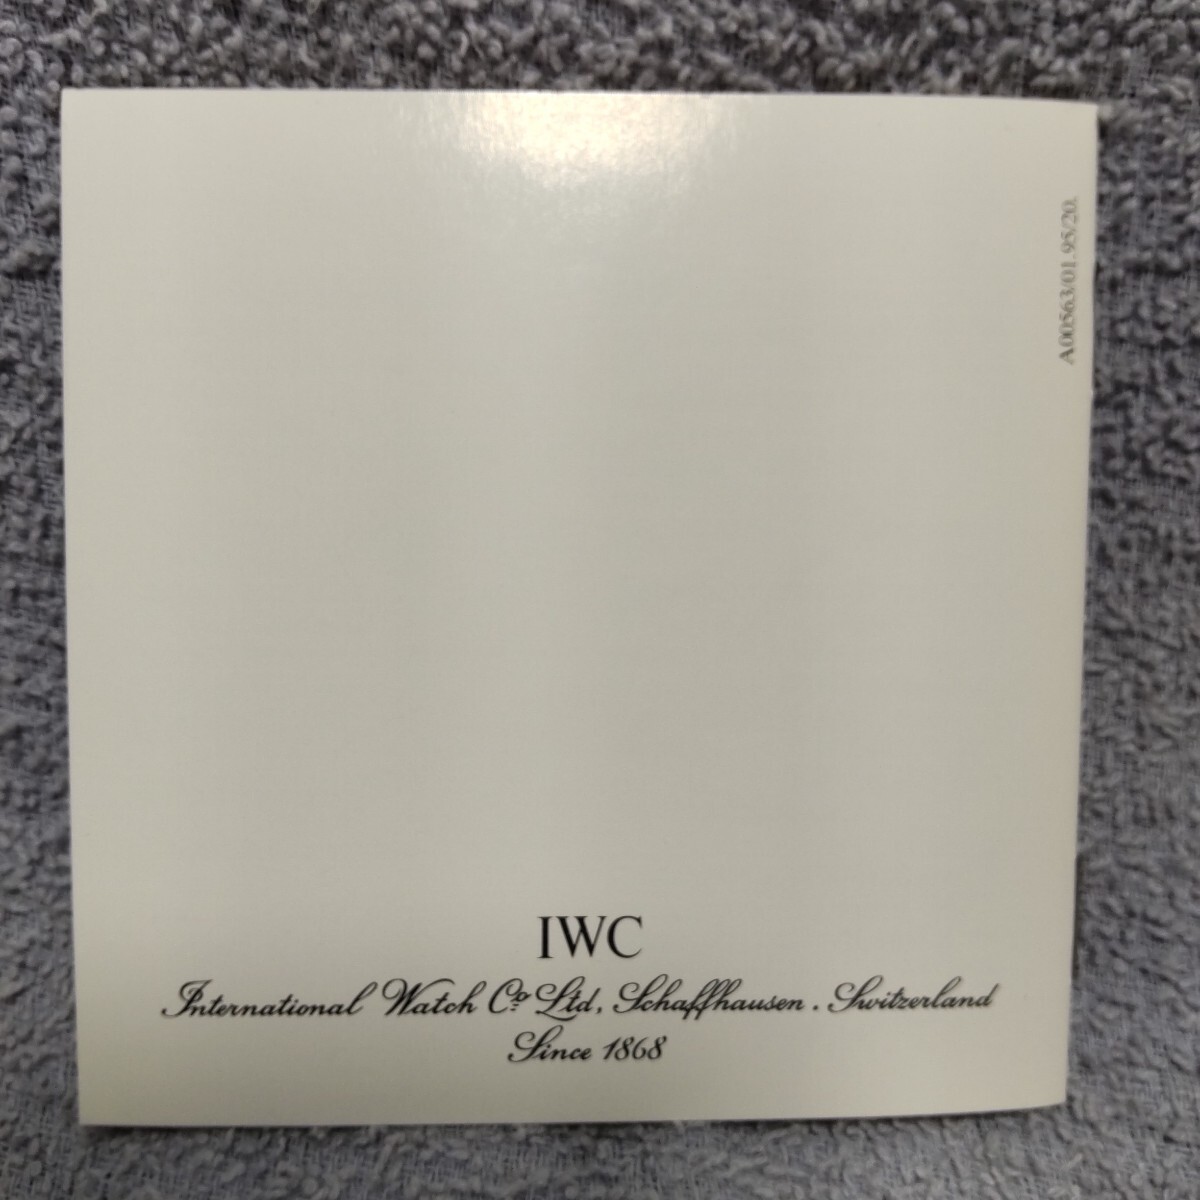 A00563/01.95/20.
IWC
International Watch Co Ltd, Schaffhausen . Switzerland
Since 1868